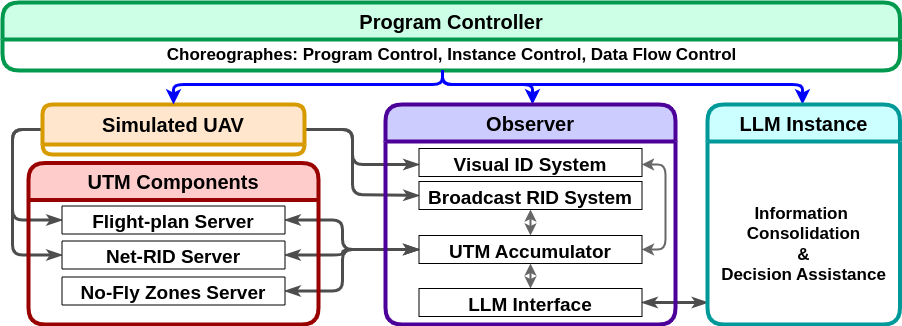 Program Controller
Choreographes: Program Control, Instance Control, Data Flow Control
Simulated UAV
UTM Components
Flight-plan Server
Net-RID Server
No-Fly Zones Server
Observer
Visual ID System
Broadcast RID System
UTM Accumulator
LLM Interface
LLM Instance
Information
Consolidation
&
Decision Assistance